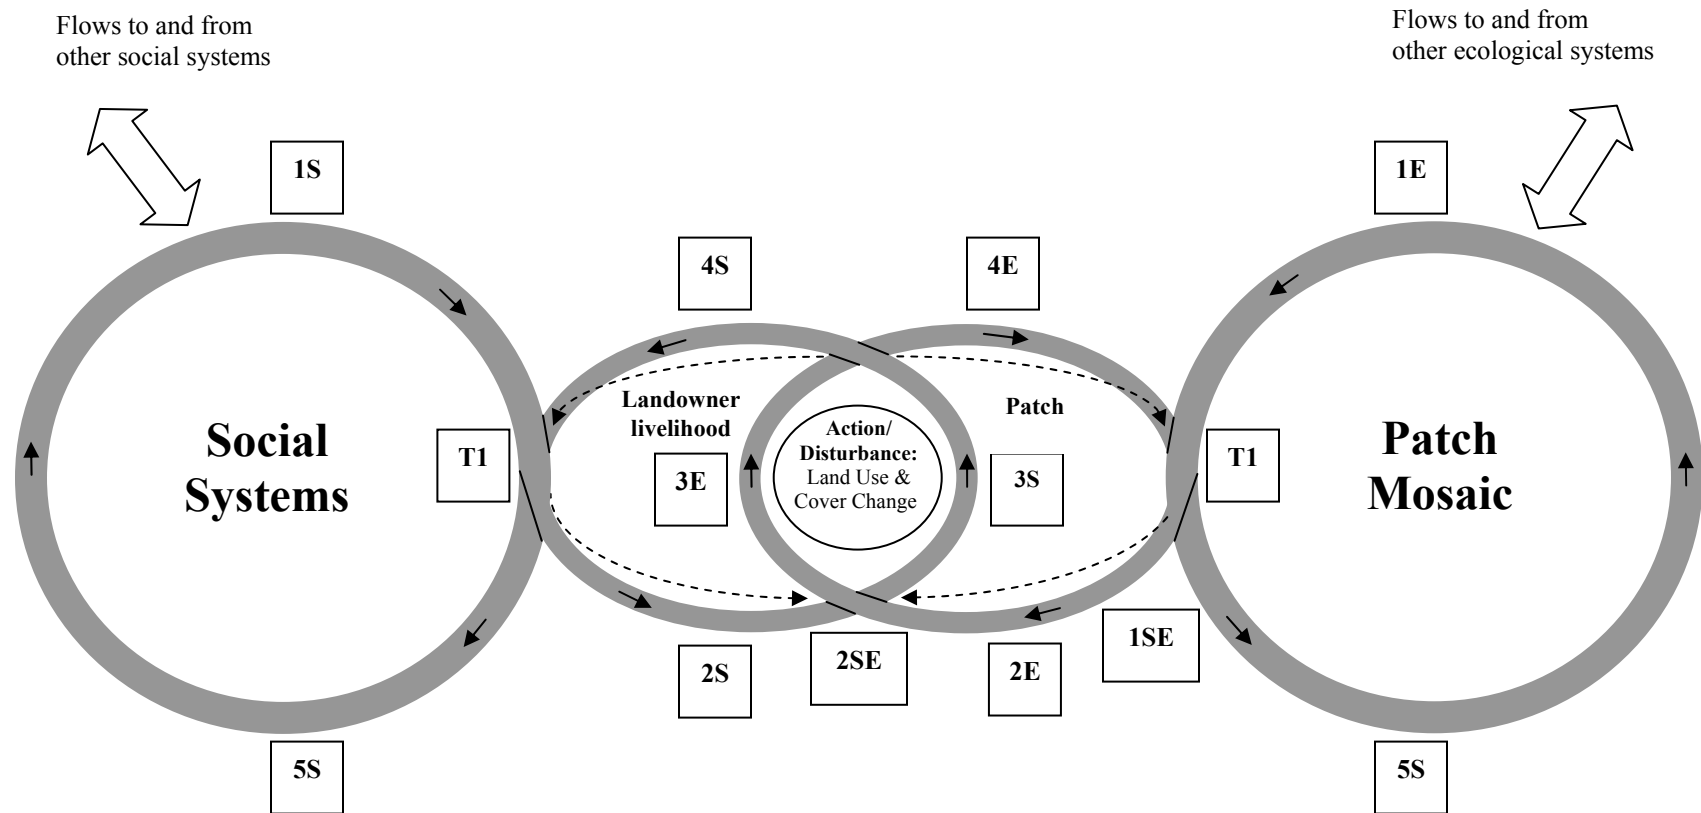 Flows to and from
other social systems
Flows to and from
other ecological systems
1S
1E
4S
4E
Landowner
livelihood
Patch
Action/
Disturbance:
Land Use &
Cover Change
Social
Systems
T1
3E
3S
T1
Patch
Mosaic
2S
2SE
2E
1SE
5S
5S